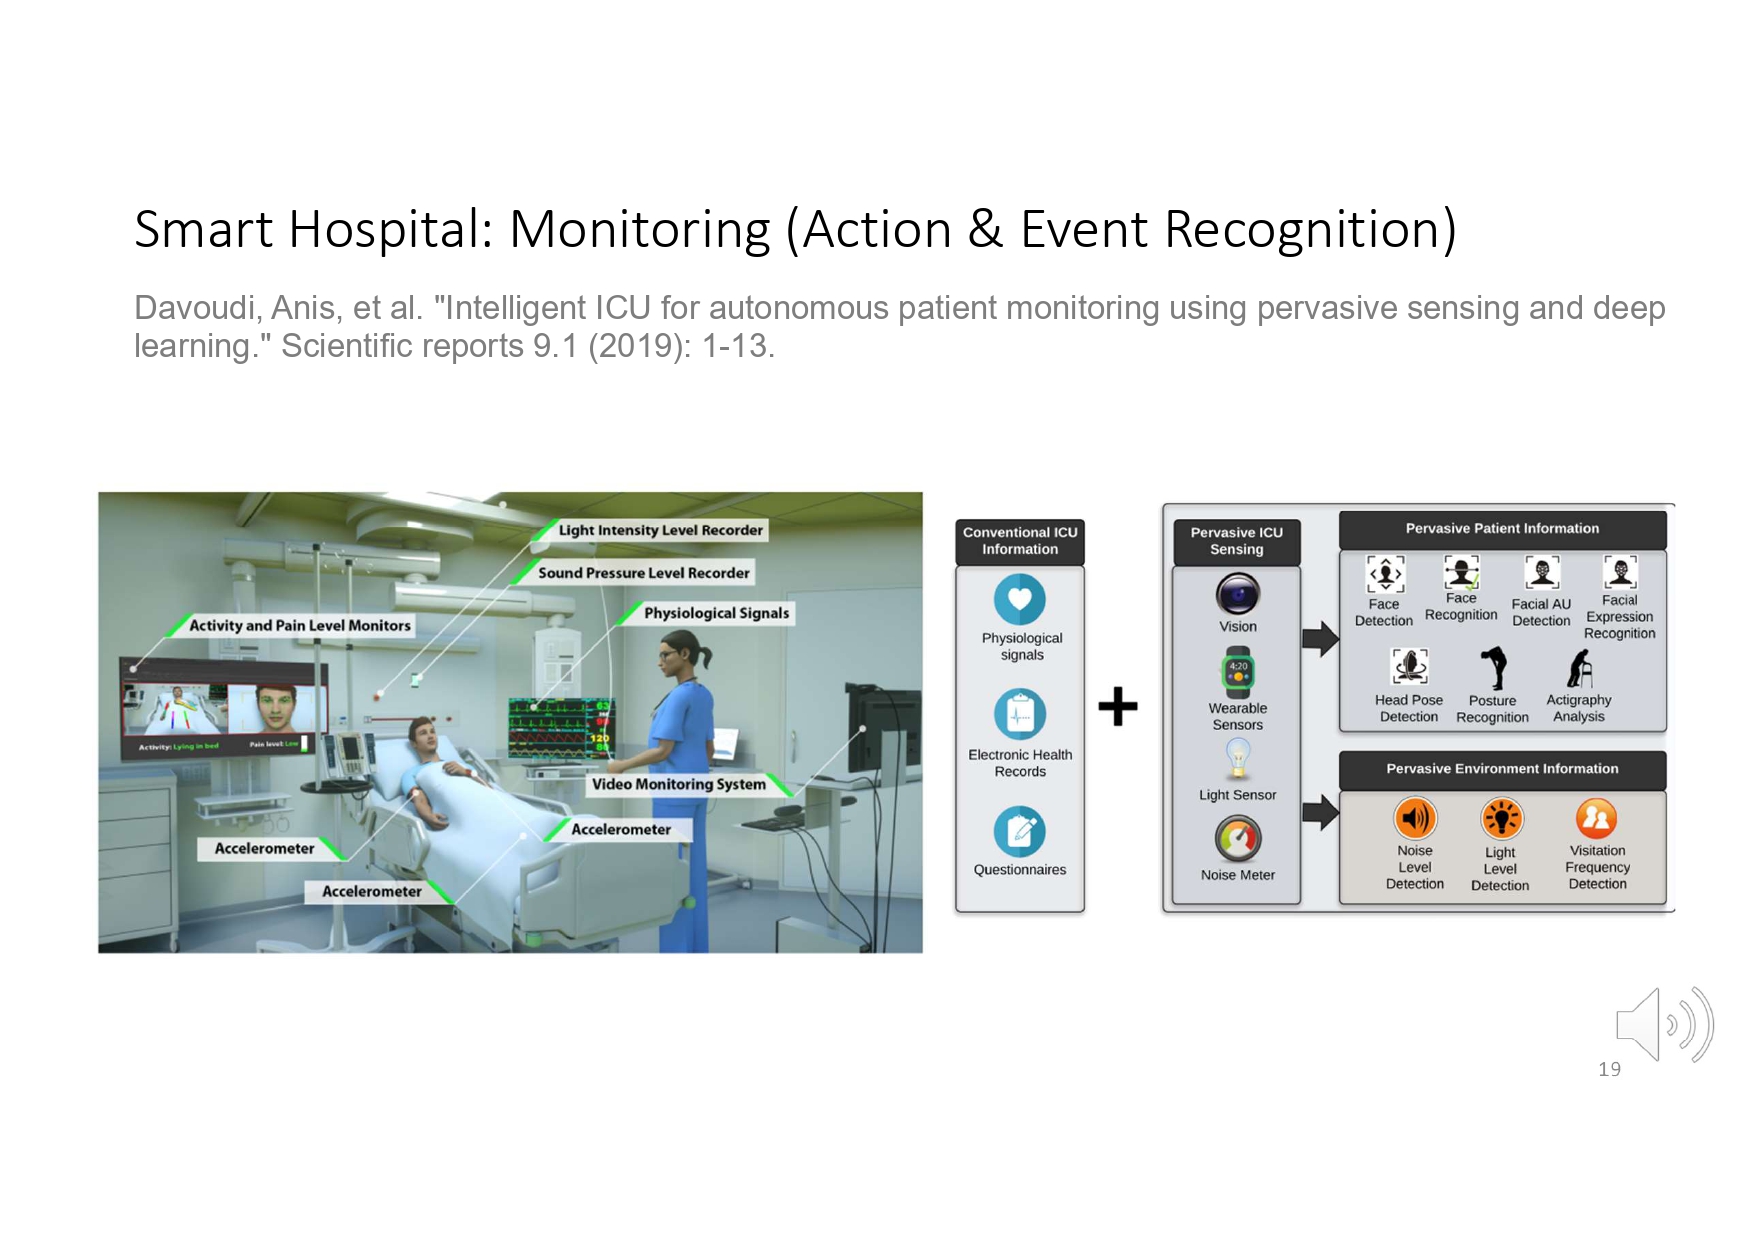 Smart Hospital: Monitoring (Action & Event Recognition)
Davoudi, Anis, et al. "Intelligent ICU for autonomous patient monitoring using pervasive sensing and deep
learning." Scientific reports 9.1 (2019): 1-13.
Light Intensity Level Recorder
Sound Pressure Level Recorder
Physiological Signals
Activity and Pain Level Monitors
Activity: Lying in bed
Pain level: Low
63
98
120
80
Video Monitoring System
Accelerometer
Accelerometer
Accelerometer
Conventional ICU
Information
Physiological
signals
Electronic Health
Records
Questionnaires
+
Pervasive ICU
Sensing
Vision
4:20
Wearable
Sensors
Light Sensor
Noise Meter
Pervasive Patient Information
Face
Detection
Face
Recognition
Facial AU
Detection
Facial
Expression
Recognition
Head Pose
Detection
Posture
Recognition
Actigraphy
Analysis
Pervasive Environment Information
Noise
Level
Detection
Light
Level
Detection
Visitation
Frequency
Detection
19